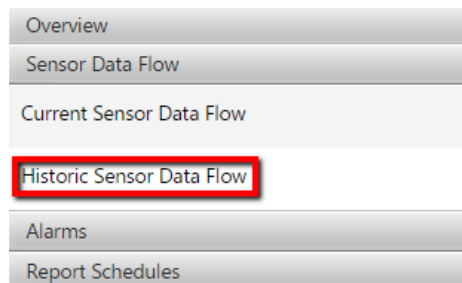 Overview
Sensor Data Flow
Current Sensor Data Flow
Historic Sensor Data Flow
Alarms
Report Schedules